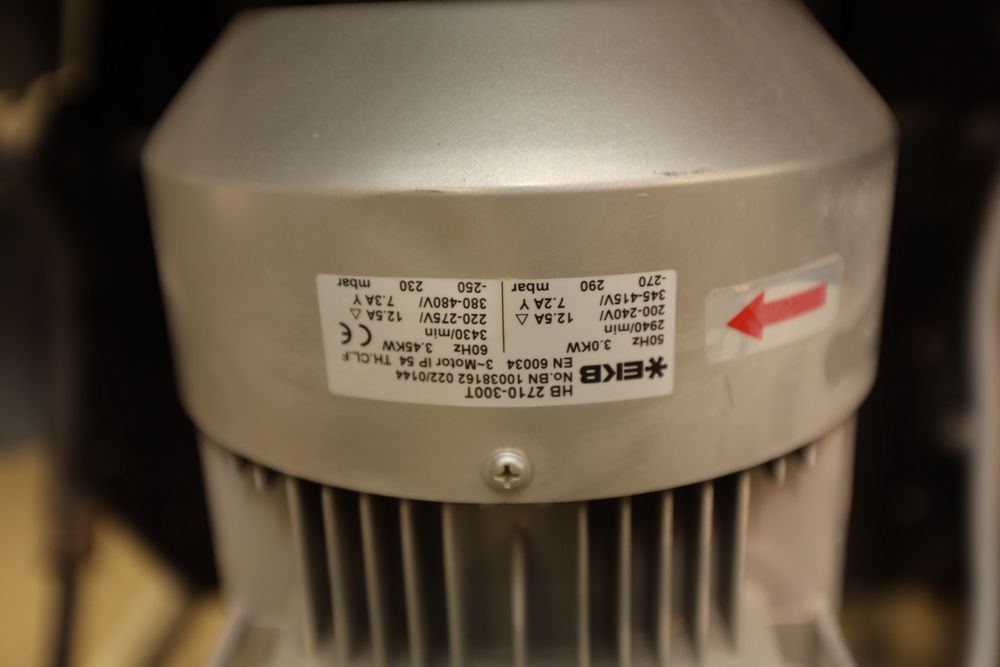 HB 2710-300T
EKB
No.BN 10038162 022/0144
EN 60034 3~Motor IP 54 TH.CL.F
50Hz 3.0KW
2940/min
200-240V/ 12.5A △
345-415V/ 7.2A Y
-270 290 mbar
60Hz 3.45KW
3430/min
CE
220-275V/ 12.5A △
380-480V/ 7.3A Y
-250 230 mbar